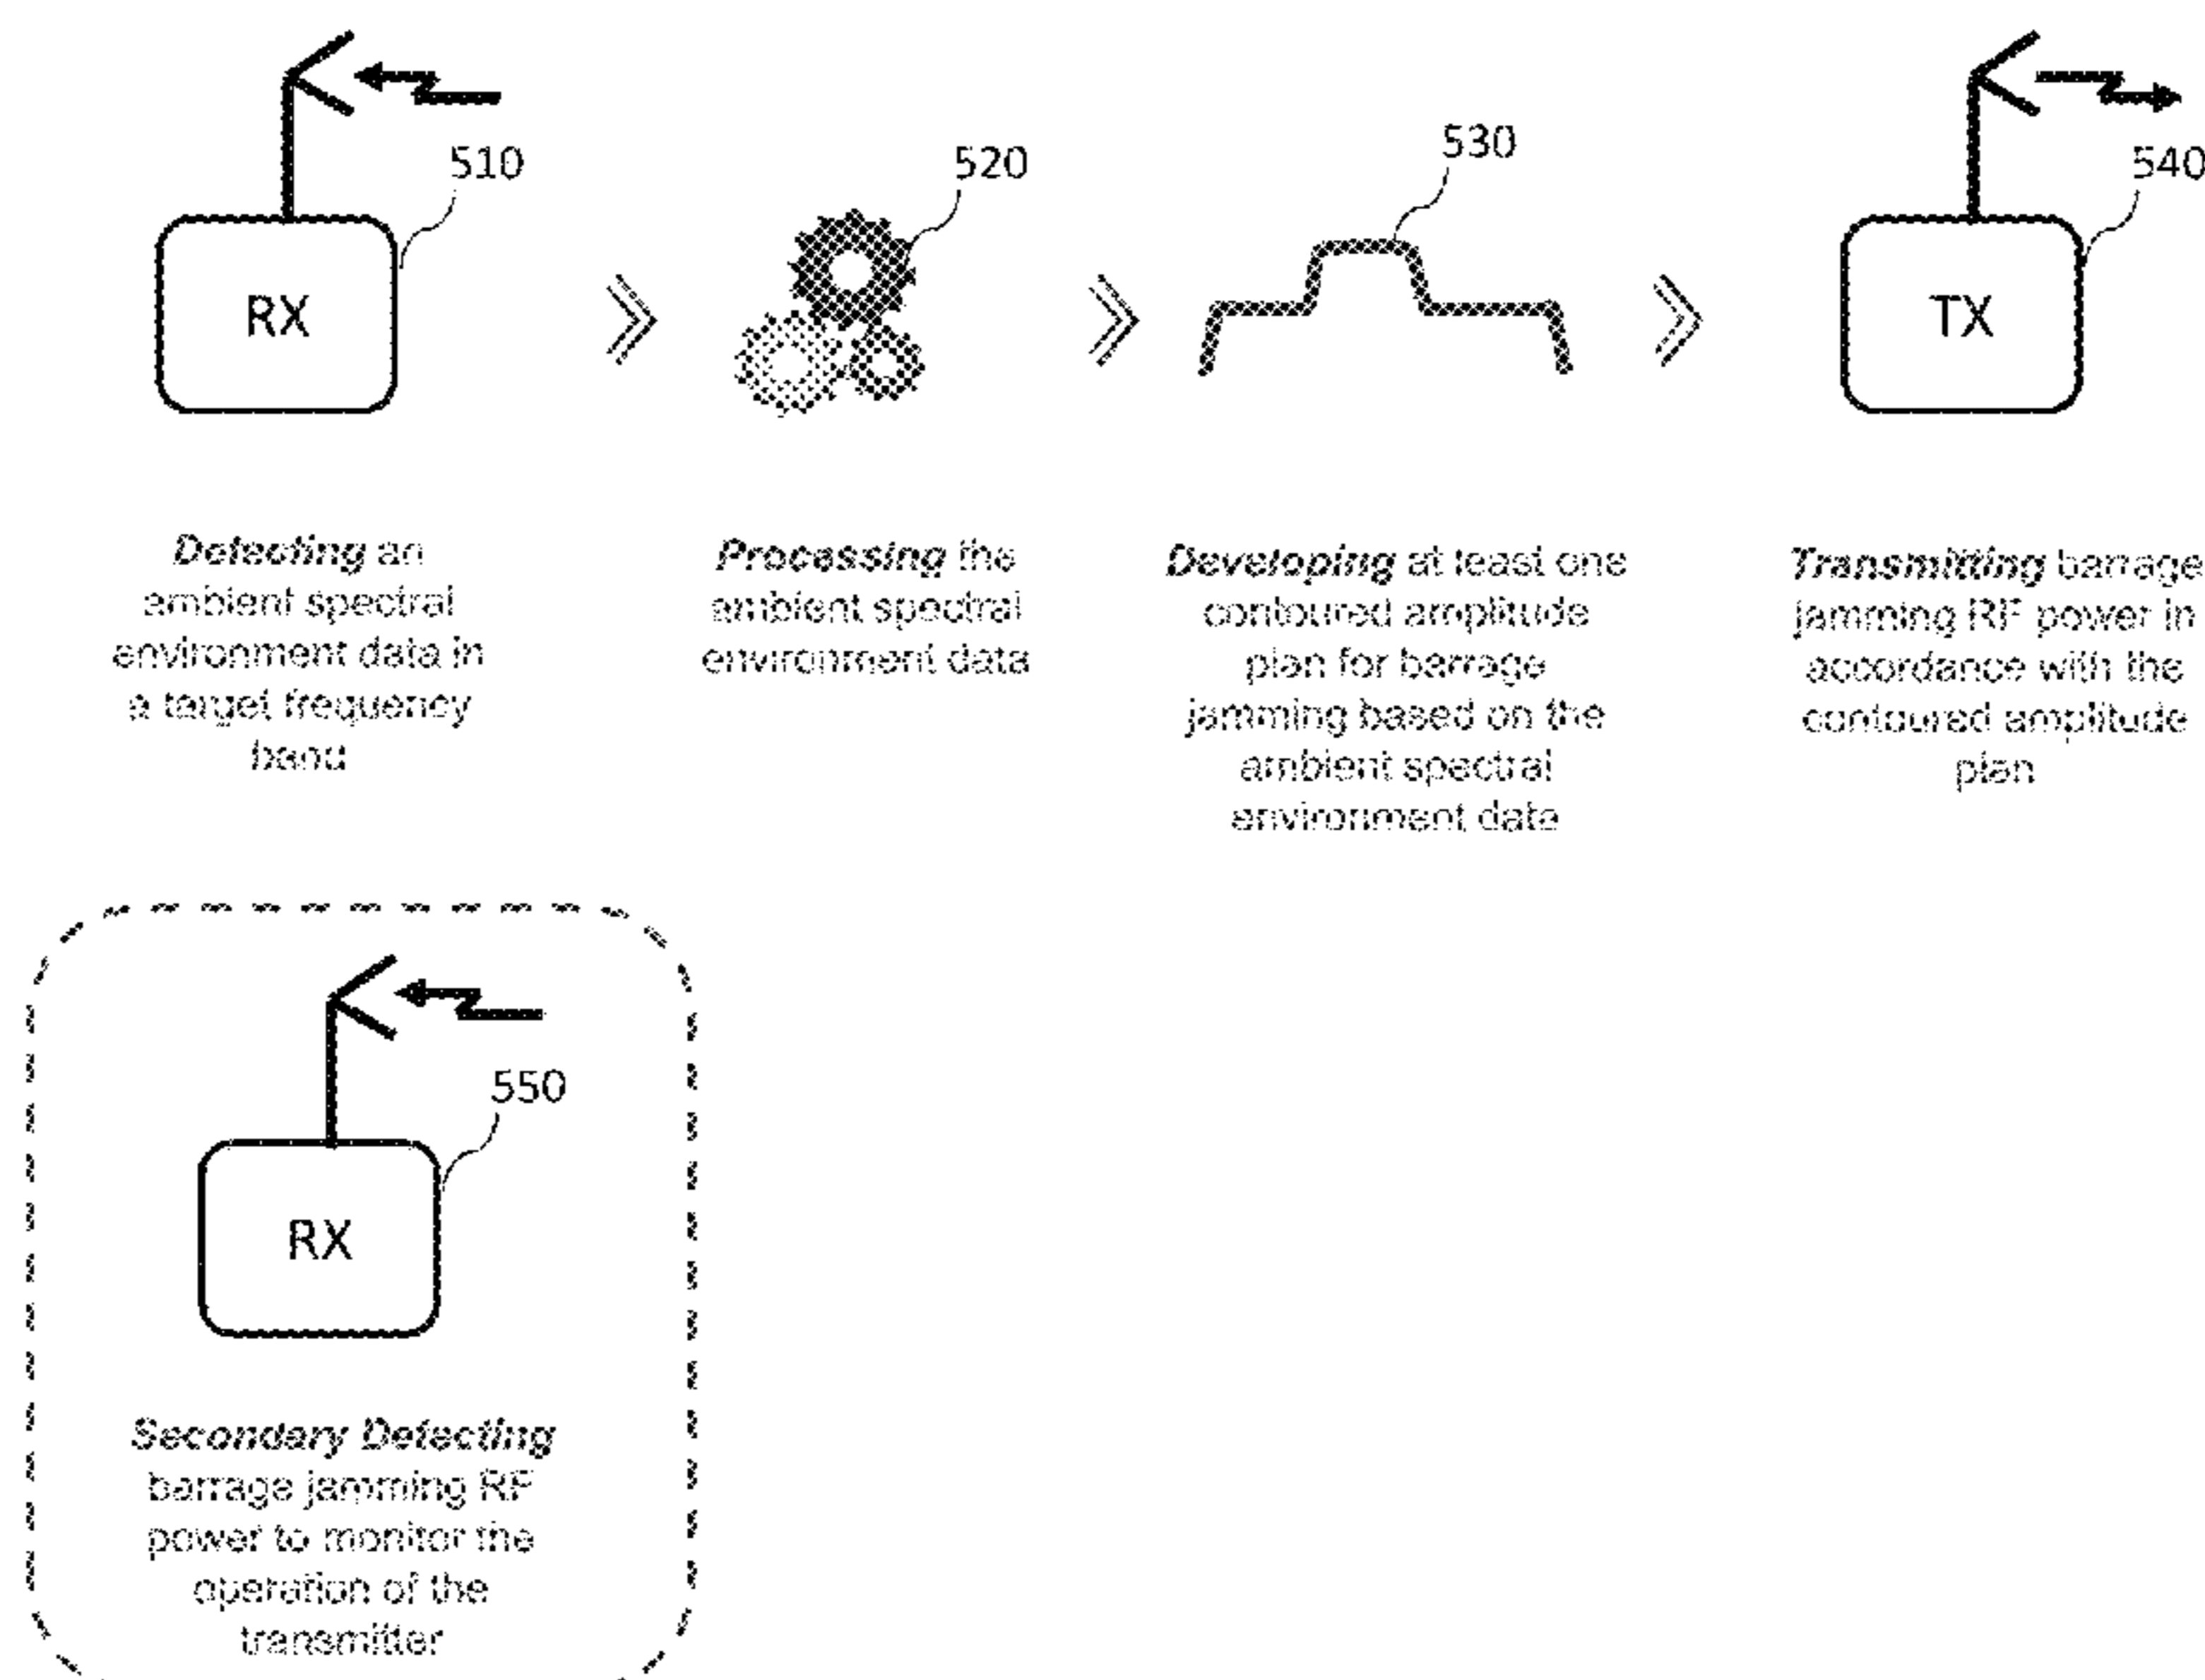 510
520
530
540
RX
TX
Detecting an
ambient spectral
environment data in
a target frequency
band
Processing the
ambient spectral
environment data
Developing at least one
contoured amplitude
plan for barrage
jamming based on the
ambient spectral
environment data
Transmitting barrage
jamming RF power in
accordance with the
contoured amplitude
plan
550
RX
Secondary Detecting
barrage jamming RF
power to monitor the
operation of the
transmitter